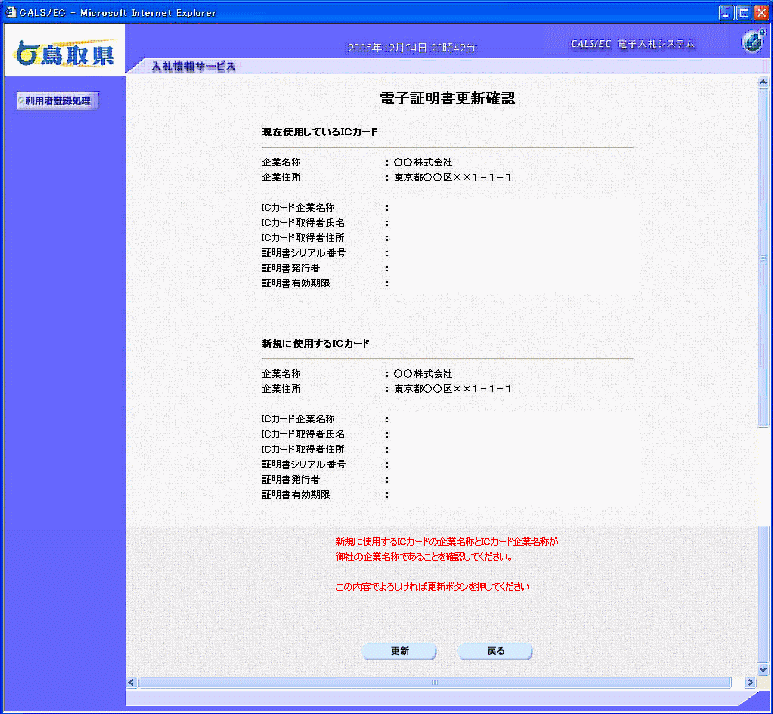 CALS/EC - Microsoft Internet Explorer
鳥取県
CALS/EC 電子入札システム
入札情報サービス
利用者登録処理
電子証明書更新確認
現在使用しているICカード
企業名称 : 〇〇株式会社
企業住所 : 東京都〇〇区××1-1-1
ICカード企業名称 :
ICカード取得者氏名 :
ICカード取得者住所 :
証明書シリアル番号 :
証明書発行者 :
証明書有効期限 :
新規に使用するICカード
企業名称 : 〇〇株式会社
企業住所 : 東京都〇〇区××1-1-1
ICカード企業名称 :
ICカード取得者氏名 :
ICカード取得者住所 :
証明書シリアル番号 :
証明書発行者 :
証明書有効期限 :
新規に使用するICカードの企業名称とICカード企業名称が
御社の企業名称であることを確認してください。
この内容でよろしければ更新ボタンを押してください
更新
戻る